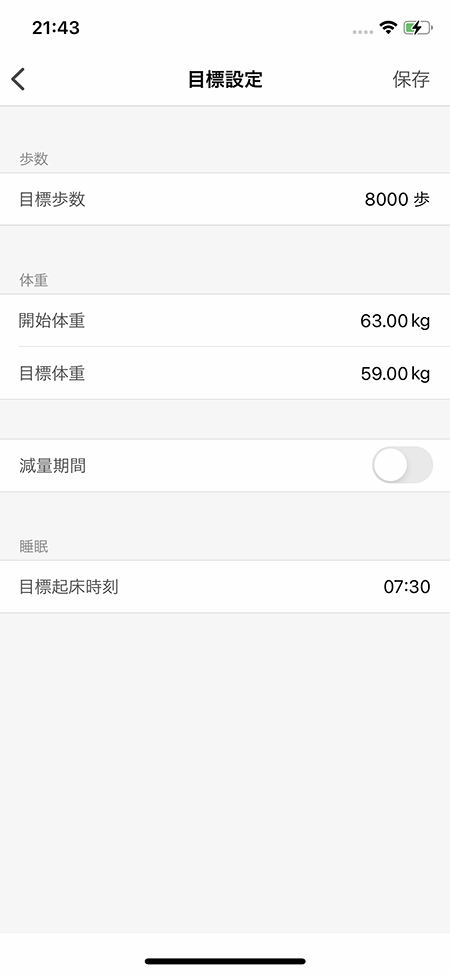 21:43
目標設定
保存
歩数
目標歩数 8000 歩
体重
開始体重 63.00 kg
目標体重 59.00 kg
減量期間
睡眠
目標起床時刻 07:30